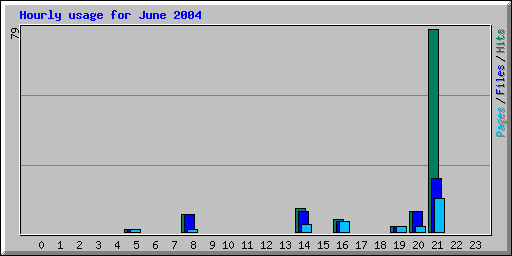 Hourly usage for June 2004
79
Pages/Files/Hits
0 1 2 3 4 5 6 7 8 9 10 11 12 13 14 15 16 17 18 19 20 21 22 23